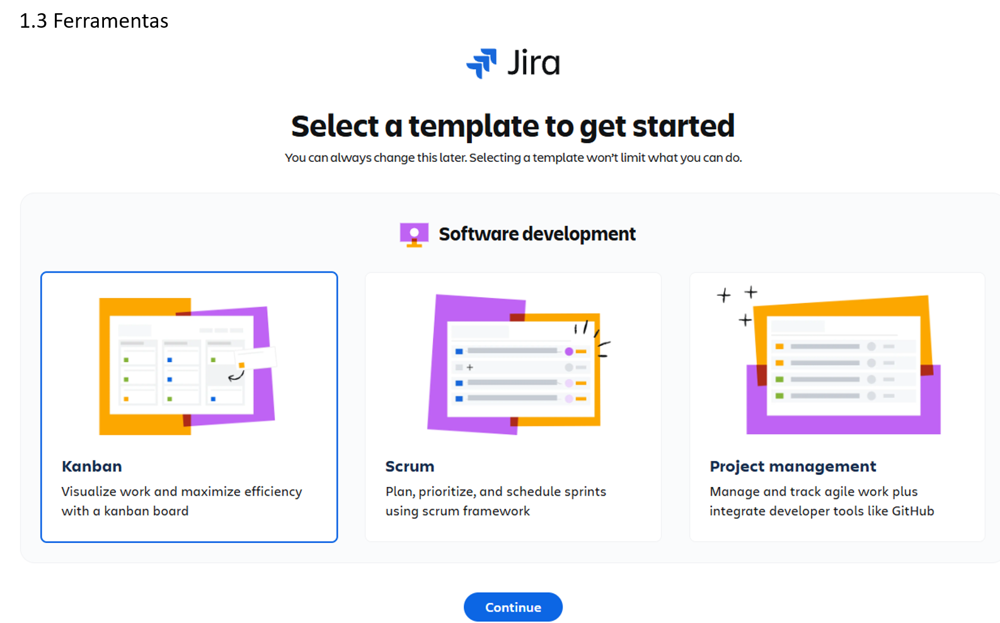 1.3 Ferramentas
Jira
Select a template to get started
You can always change this later. Selecting a template won't limit what you can do.
Software development
Kanban
Visualize work and maximize efficiency
with a kanban board
Scrum
Plan, prioritize, and schedule sprints
using scrum framework
Project management
Manage and track agile work plus
integrate developer tools like GitHub
Continue